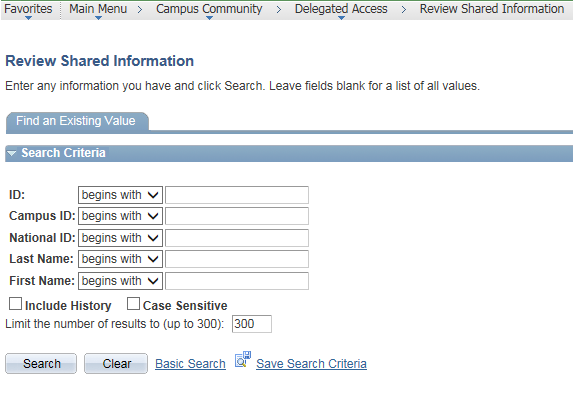 Favorites Main Menu > Campus Community > Delegated Access > Review Shared Information
Review Shared Information
Enter any information you have and click Search. Leave fields blank for a list of all values.
Find an Existing Value
Search Criteria
ID: begins with
Campus ID: begins with
National ID: begins with
Last Name: begins with
First Name: begins with
Include History Case Sensitive
Limit the number of results to (up to 300): 300
Search Clear Basic Search Save Search Criteria